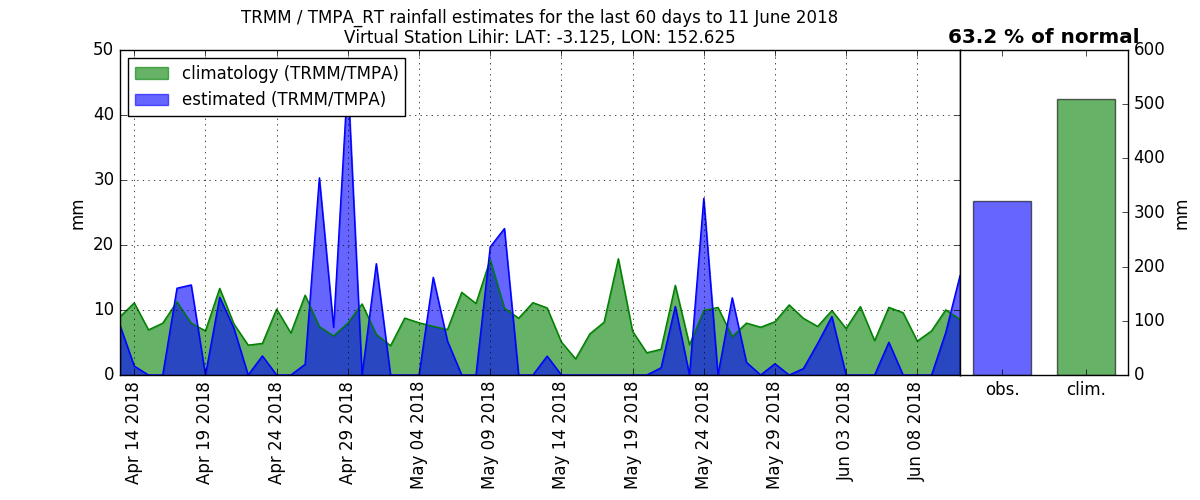 TRMM / TMPA_RT rainfall estimates for the last 60 days to 11 June 2018
Virtual Station Lihir: LAT: -3.125, LON: 152.625
63.2 % of normal
climatology (TRMM/TMPA)
estimated (TRMM/TMPA)
50
40
30
20
10
0
mm
Apr 14 2018
Apr 19 2018
Apr 24 2018
Apr 29 2018
May 04 2018
May 09 2018
May 14 2018
May 19 2018
May 24 2018
May 29 2018
Jun 03 2018
Jun 08 2018
obs.
clim.
600
500
400
300
200
100
0
mm